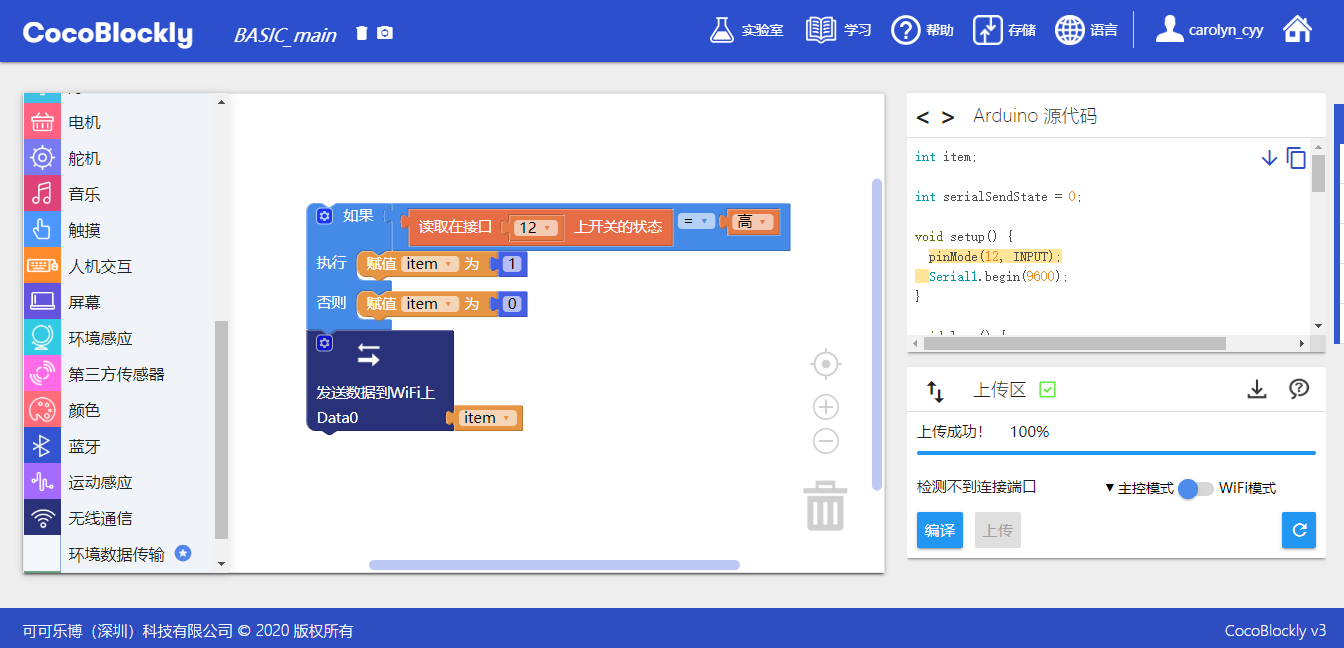 CocoBlockly
BASIC_main
实验室
学习
帮助
存储
语言
carolyn_cyy
电机
舵机
音乐
触摸
人机交互
屏幕
环境感应
第三方传感器
颜色
蓝牙
运动感应
无线通信
环境数据传输
如果 读取在接口 12 上开关的状态 = 高
执行 赋值 item 为 1
否则 赋值 item 为 0
发送数据到WiFi上
Data0 item
< > Arduino 源代码
int item;
int serialSendState = 0;
void setup() {
pinMode(12, INPUT);
Serial1.begin(9600);
}
上传区
上传成功! 100%
检测不到连接端口
主控模式
WiFi模式
编译
上传
可可乐博（深圳）科技有限公司 © 2020 版权所有
CocoBlockly v3